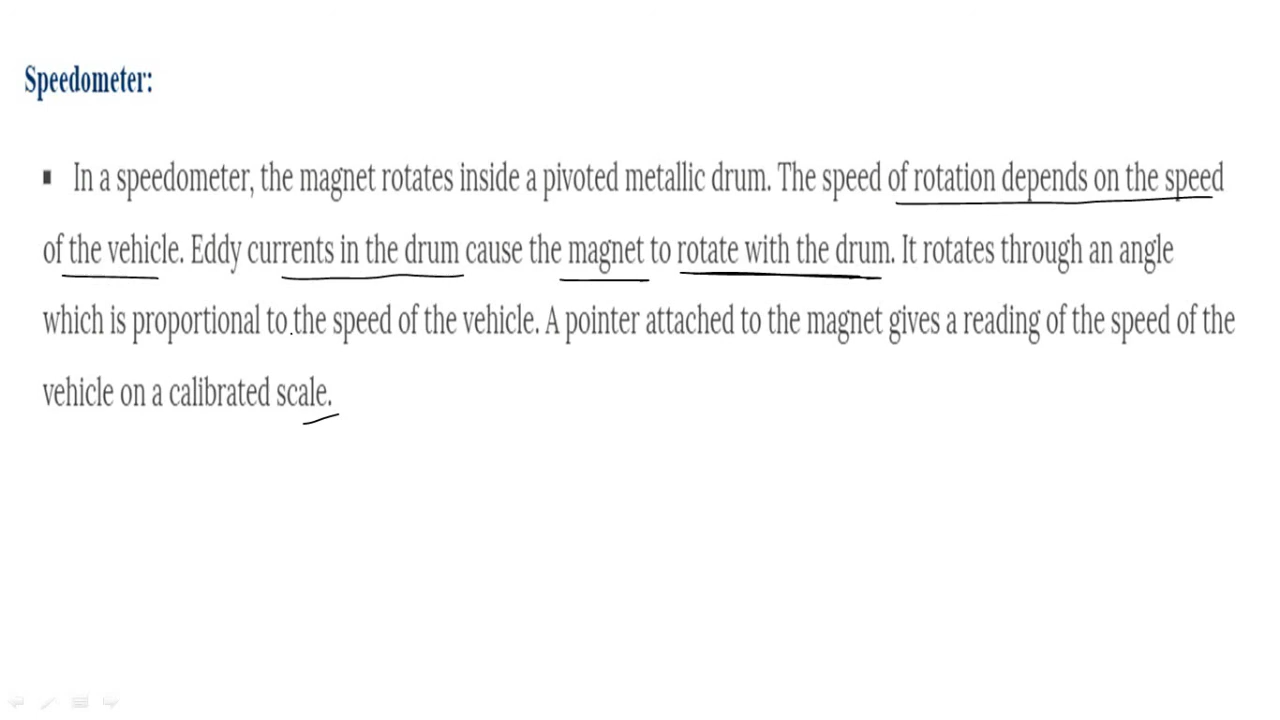 Speedometer:
▪ In a speedometer, the magnet rotates inside a pivoted metallic drum. The speed of rotation depends on the speed
of the vehicle. Eddy currents in the drum cause the magnet to rotate with the drum. It rotates through an angle
which is proportional to the speed of the vehicle. A pointer attached to the magnet gives a reading of the speed of the
vehicle on a calibrated scale.